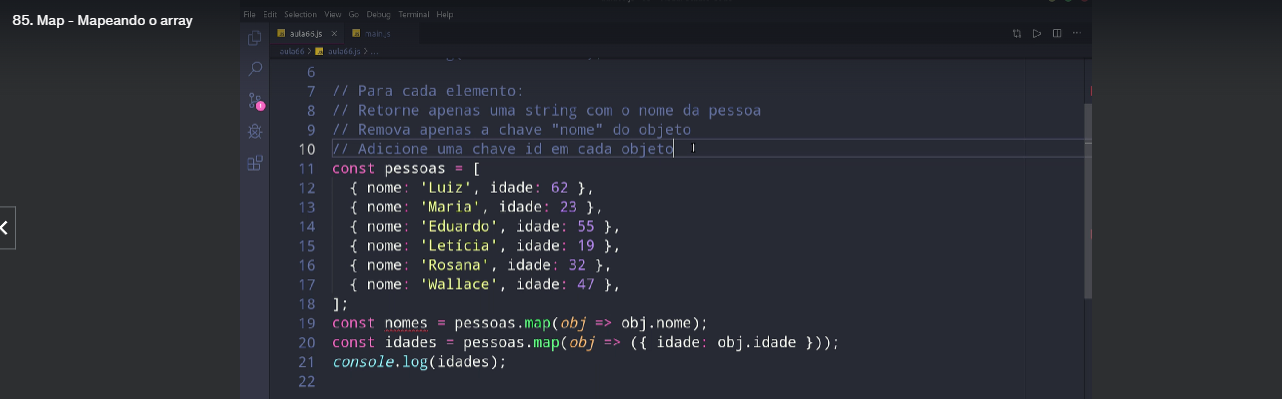 85. Map - Mapeando o array
File Edit Selection View Go Debug Terminal Help
aula66.js × main.js
aula66 > aula66.js > ...
6
7 // Para cada elemento:
8 // Retorne apenas uma string com o nome da pessoa
9 // Remova apenas a chave "nome" do objeto
10 // Adicione uma chave id em cada objeto
11 const pessoas = [
12 { nome: 'Luiz', idade: 62 },
13 { nome: 'Maria', idade: 23 },
14 { nome: 'Eduardo', idade: 55 },
15 { nome: 'Letícia', idade: 19 },
16 { nome: 'Rosana', idade: 32 },
17 { nome: 'Wallace', idade: 47 },
18 ];
19 const nomes = pessoas.map(obj => obj.nome);
20 const idades = pessoas.map(obj => ({ idade: obj.idade }));
21 console.log(idades);
22